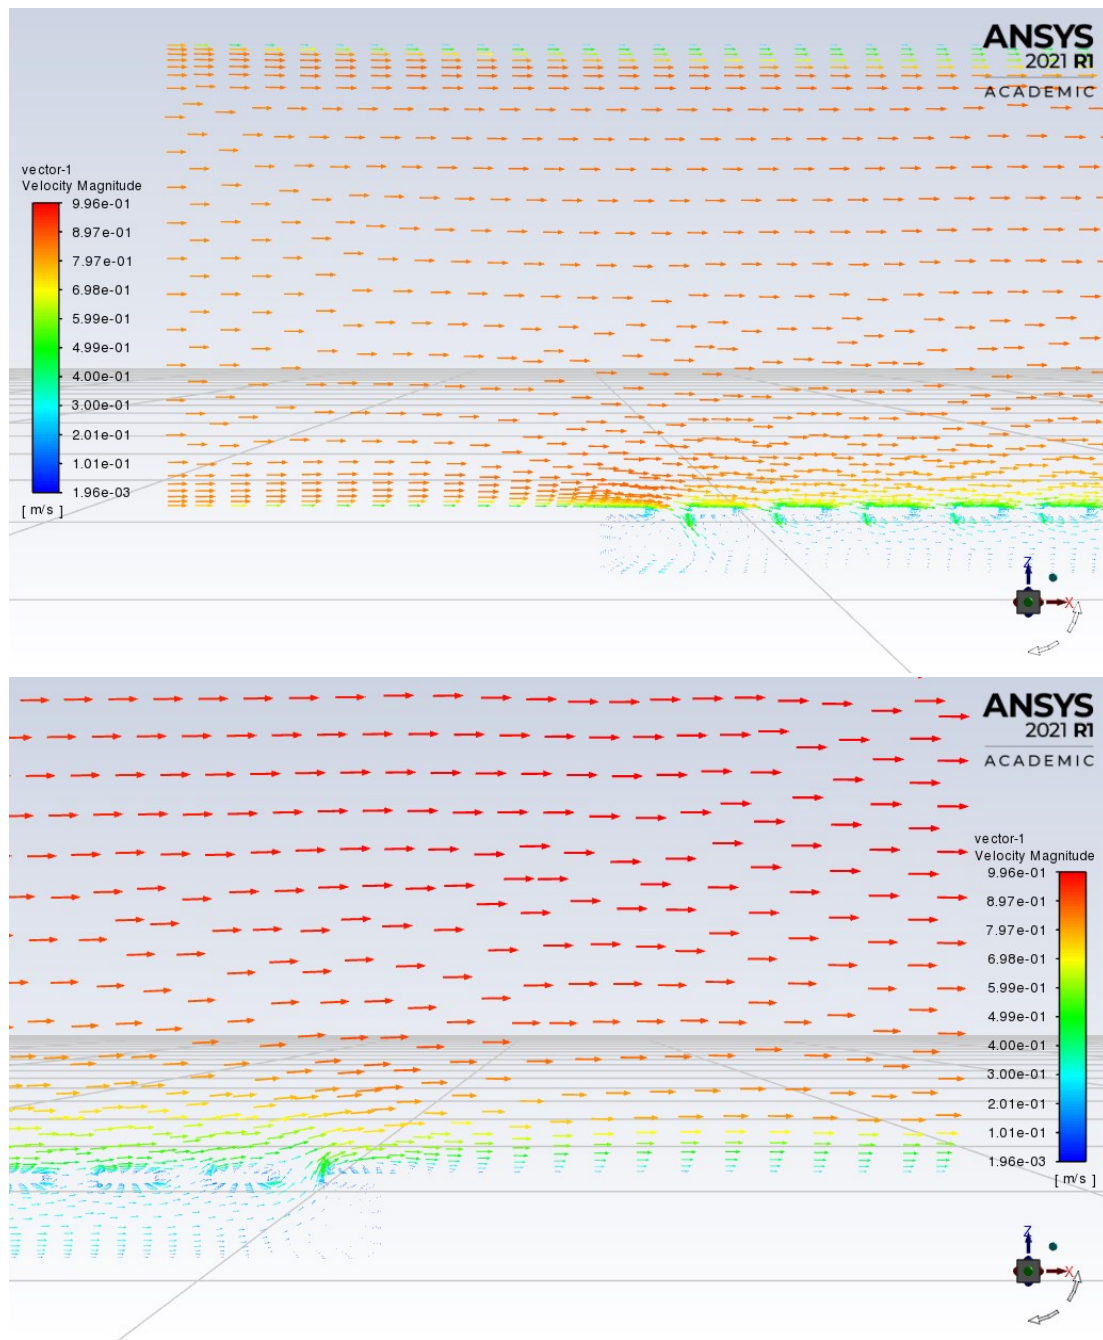 ANSYS
2021 R1
ACADEMIC
vector-1
Velocity Magnitude
9.96e-01
8.97e-01
7.97e-01
6.98e-01
5.99e-01
4.99e-01
4.00e-01
3.00e-01
2.01e-01
1.01e-01
1.96e-03
[ m/s ]
Z
X
ANSYS
2021 R1
ACADEMIC
vector-1
Velocity Magnitude
9.96e-01
8.97e-01
7.97e-01
6.98e-01
5.99e-01
4.99e-01
4.00e-01
3.00e-01
2.01e-01
1.01e-01
1.96e-03
[ m/s ]
Z
X